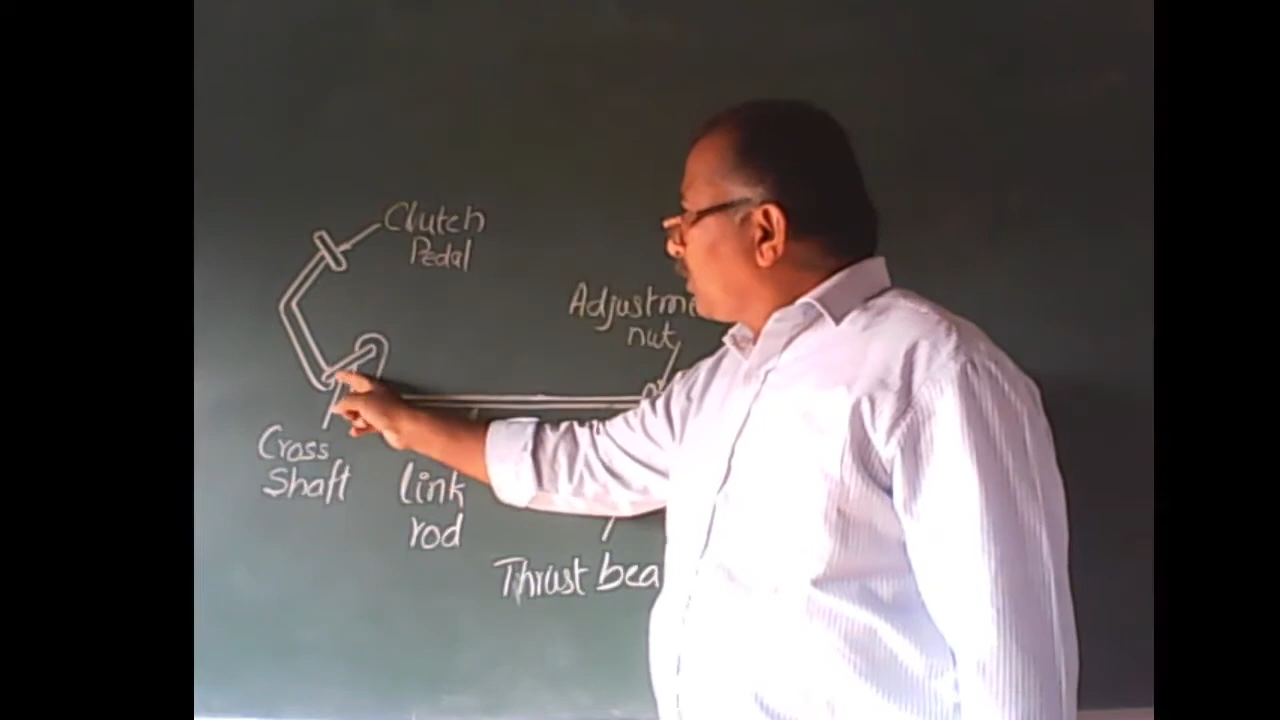 Clutch
Pedal
Adjustme
nut
Cross
Shaft
Link
rod
Thrust bea